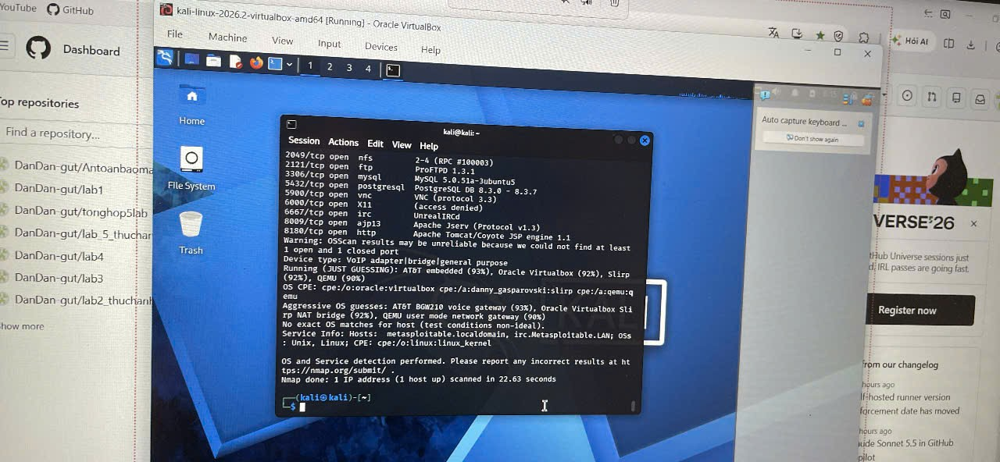 YouTube
GitHub
Dashboard
Top repositories
Find a repository...
DanDan-gut/Antoanbaoma
DanDan-gut/lab1
DanDan-gut/tonghop5lab
DanDan-gut/lab_5_thuchan
DanDan-gut/lab4
DanDan-gut/lab3
DanDan-gut/lab2_thuchanh
Show more
kali-linux-2026.2-virtualbox-amd64 [Running] - Oracle VirtualBox
File Machine View Input Devices Help
1 2 3 4
Home
File System
Trash
kali@kali: ~
Session Actions Edit View Help
2049/tcp open nfs 2-4 (RPC #100003)
2121/tcp open ftp ProFTPD 1.3.1
3306/tcp open mysql MySQL 5.0.51a-3ubuntu5
5432/tcp open postgresql PostgreSQL DB 8.3.0 - 8.3.7
5900/tcp open vnc VNC (protocol 3.3)
6000/tcp open X11 (access denied)
6667/tcp open irc UnrealIRCd
8009/tcp open ajp13 Apache Jserv (Protocol v1.3)
8180/tcp open http Apache Tomcat/Coyote JSP engine 1.1
Warning: OSScan results may be unreliable because we could not find at least
1 open and 1 closed port
Device type: VoIP adapter|bridge|general purpose
Running (JUST GUESSING): AT&T embedded (93%), Oracle Virtualbox (92%), Slirp
(92%), QEMU (90%)
OS CPE: cpe:/o:oracle:virtualbox cpe:/a:danny_gasparovski:slirp cpe:/a:qemu:q
emu
Aggressive OS guesses: AT&T BGW210 voice gateway (93%), Oracle Virtualbox Sli
rp NAT bridge (92%), QEMU user mode network gateway (90%)
No exact OS matches for host (test conditions non-ideal).
Service Info: Hosts:  metasploitable.localdomain, irc.Metasploitable.LAN; OSs
: Unix, Linux; CPE: cpe:/o:linux:linux_kernel
OS and Service detection performed. Please report any incorrect results at ht
tps://nmap.org/submit/ .
Nmap done: 1 IP address (1 host up) scanned in 22.63 seconds
(kali㉿kali)-[~]
$
Auto capture keyboard ...
Don't show again
Hỏi AI
VERSE'26
tHub Universe sessions just
d, IRL passes are going fast.
Register now
From our changelog
hours ago
lf-hosted runner version
forcement date has moved
hours ago
aude Sonnet 5.5 in GitHub
pilot